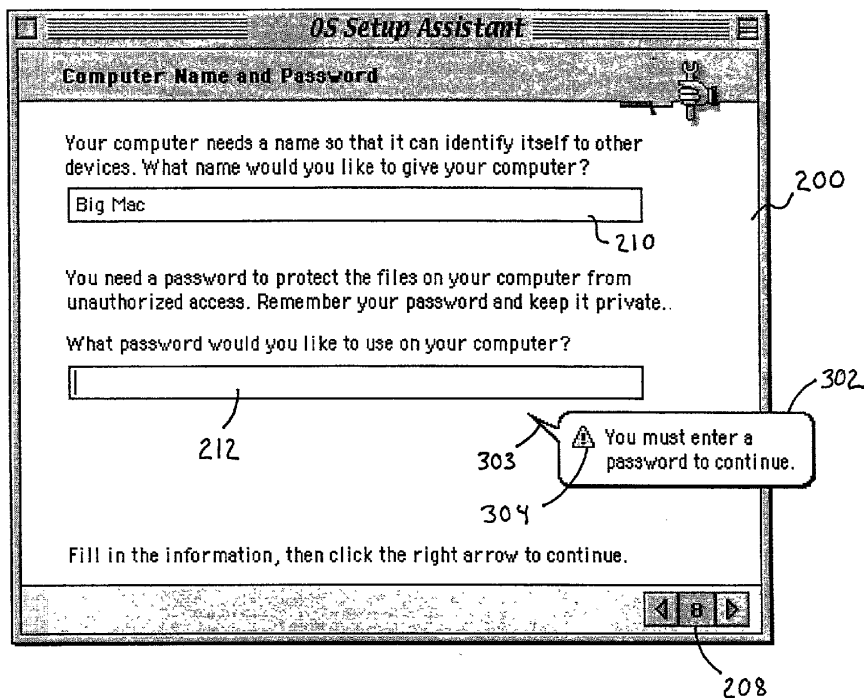 OS Setup Assistant
Computer Name and Password
Your computer needs a name so that it can identify itself to other
devices. What name would you like to give your computer?
Big Mac
200
210
You need a password to protect the files on your computer from
unauthorized access. Remember your password and keep it private..
What password would you like to use on your computer?
302
212
303
You must enter a
password to continue.
304
Fill in the information, then click the right arrow to continue.
8
208